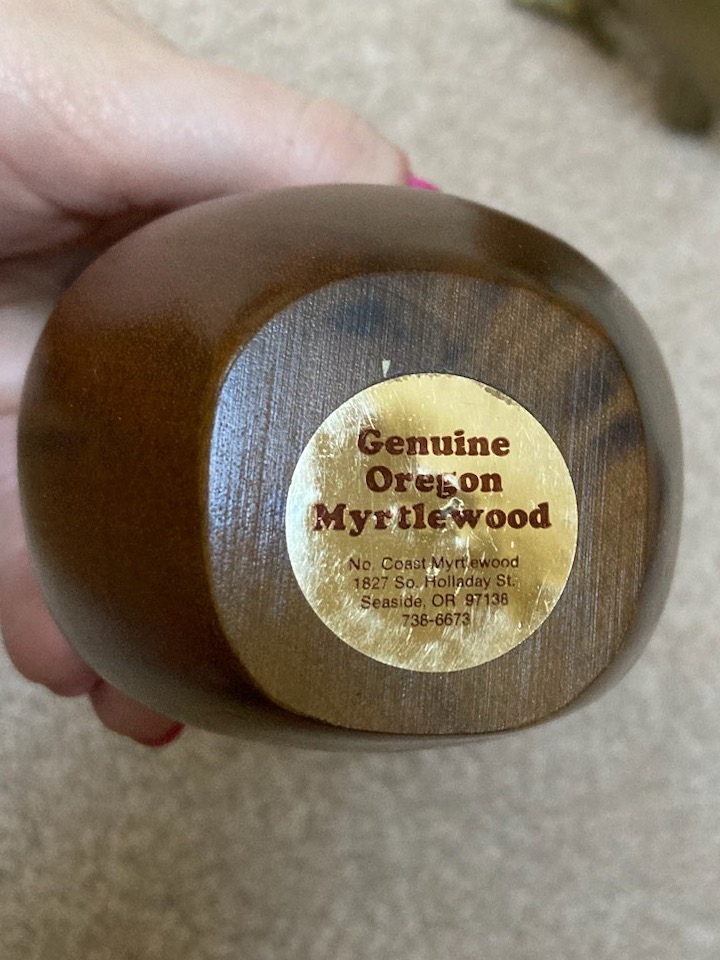 Genuine
Oregon
Myrtlewood
No. Coast Myrtlewood
1827 So. Holladay St.
Seaside, OR 97138
738-6673